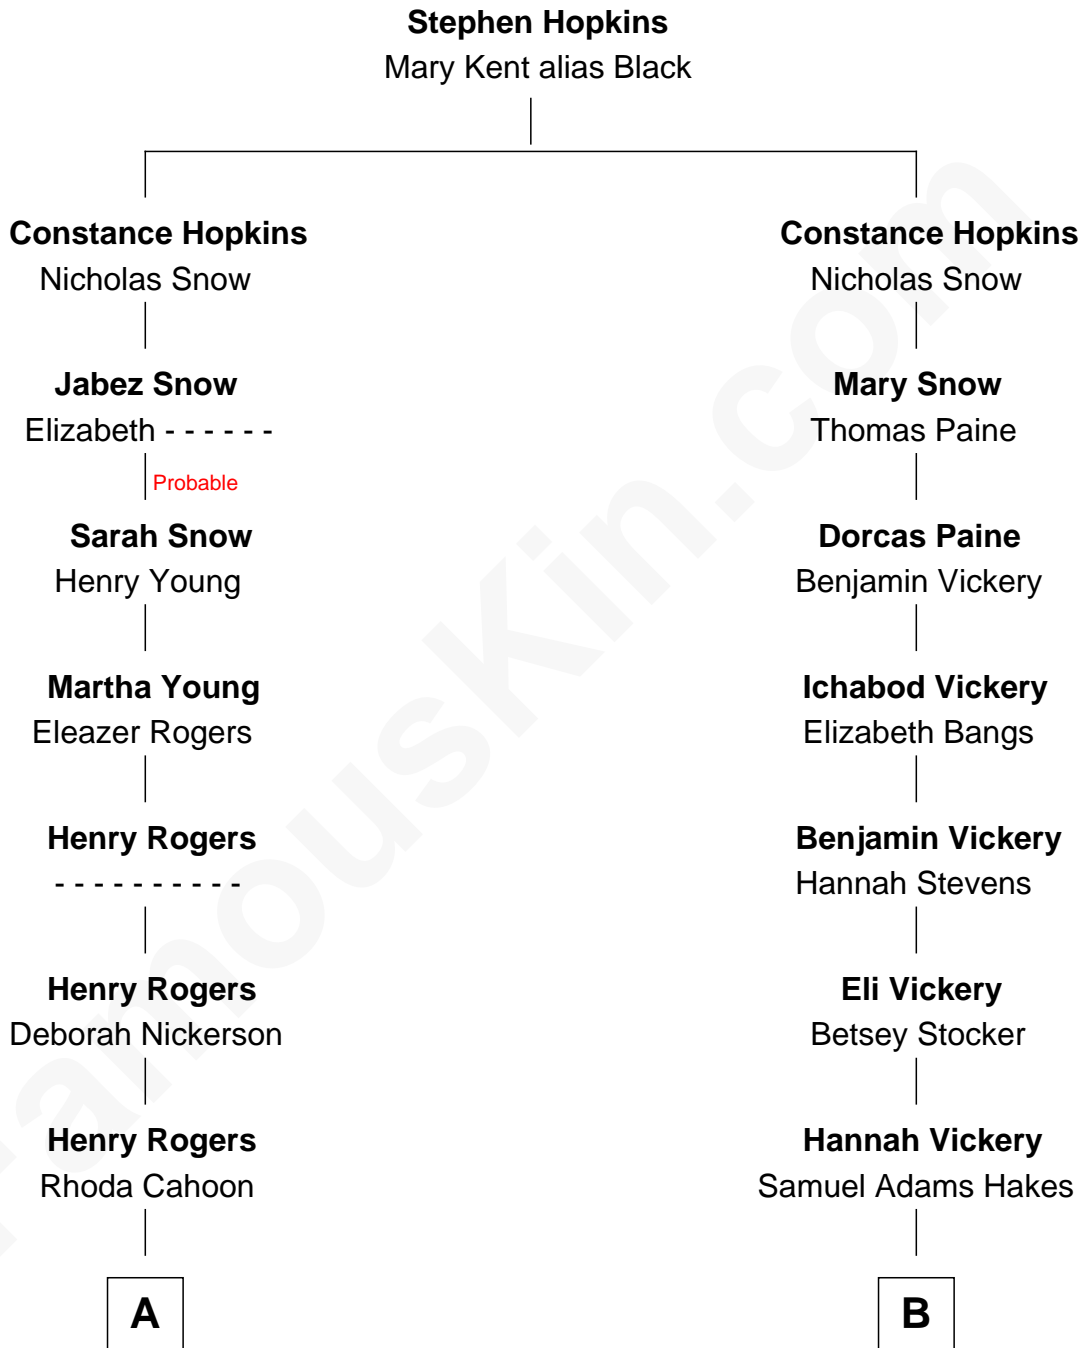 Stephen Hopkins
Mary Kent alias Black
Constance Hopkins
Nicholas Snow
Jabez Snow
Elizabeth - - - - - -
Probable
Sarah Snow
Henry Young
Martha Young
Eleazer Rogers
Henry Rogers
- - - - - - - - - -
Henry Rogers
Deborah Nickerson
Henry Rogers
Rhoda Cahoon
A
Constance Hopkins
Nicholas Snow
Mary Snow
Thomas Paine
Dorcas Paine
Benjamin Vickery
Ichabod Vickery
Elizabeth Bangs
Benjamin Vickery
Hannah Stevens
Eli Vickery
Betsey Stocker
Hannah Vickery
Samuel Adams Hakes
B
FamousKin.com